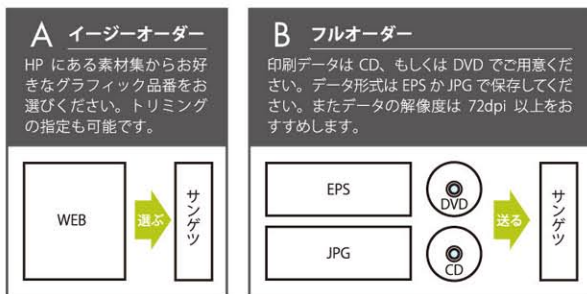 A イージーオーダー
HP にある素材集からお好
きなグラフィック品番をお
選びください。トリミング
の指定も可能です。
WEB
選ぶ
サンゲツ
B フルオーダー
印刷データは CD、もしくは DVD でご用意くだ
さい。データ形式は EPS か JPG で保存してくだ
さい。またデータの解像度は 72dpi 以上をお
すすめします。
EPS
DVD
JPG
CD
送る
サンゲツ